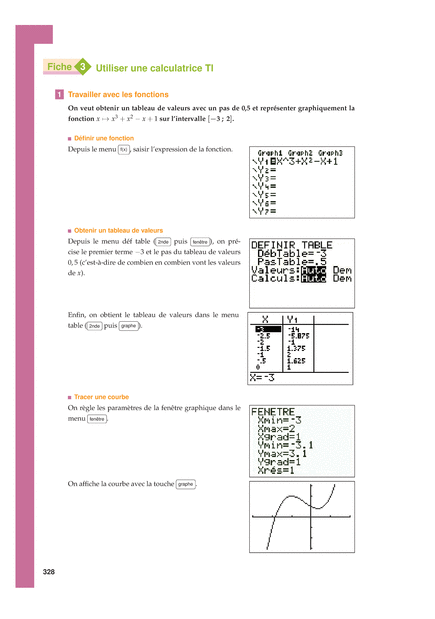 Fiche 3 Utiliser une calculatrice TI
1 Travailler avec les fonctions
On veut obtenir un tableau de valeurs avec un pas de 0,5 et représenter graphiquement la
fonction x ↦ x³ + x² − x + 1 sur l'intervalle [−3 ; 2].
Définir une fonction
Depuis le menu f(x), saisir l'expression de la fonction.
Graph1 Graph2 Graph3
\Y1=X^3+X²-X+1
\Y2=
\Y3=
\Y4=
\Y5=
\Y6=
\Y7=
Obtenir un tableau de valeurs
Depuis le menu déf table (2nde puis fenêtre), on pré-
cise le premier terme −3 et le pas du tableau de valeurs
0, 5 (c'est-à-dire de combien en combien vont les valeurs
de x).
DEFINIR TABLE
DébTable=-3
PasTable=.5
Valeurs:Auto Dem
Calculs:Auto Dem
Enfin, on obtient le tableau de valeurs dans le menu
table (2nde puis graphe).
X Y1
-3 -14
-2.5 -5.875
-2 -1
-1.5 1.375
-1 2
-.5 1.625
0 1
X=-3
Tracer une courbe
On règle les paramètres de la fenêtre graphique dans le
menu fenêtre.
FENETRE
Xmin=-3
Xmax=2
Xgrad=1
Ymin=-3.1
Ymax=3.1
Ygrad=1
Xrés=1
On affiche la courbe avec la touche graphe.
328